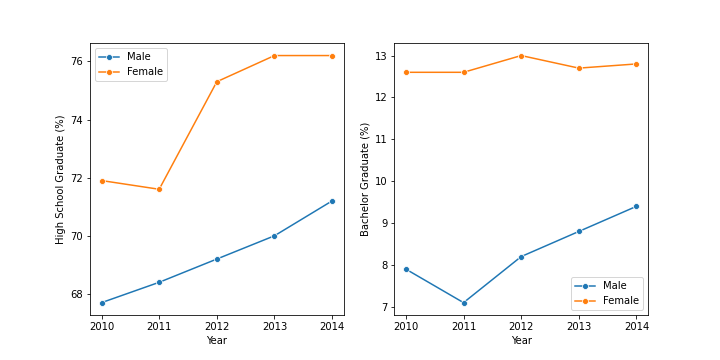 76
74
72
70
68
High School Graduate (%)
Male
Female
2010 2011 2012 2013 2014
Year
13
12
11
10
9
8
7
Bachelor Graduate (%)
Male
Female
2010 2011 2012 2013 2014
Year